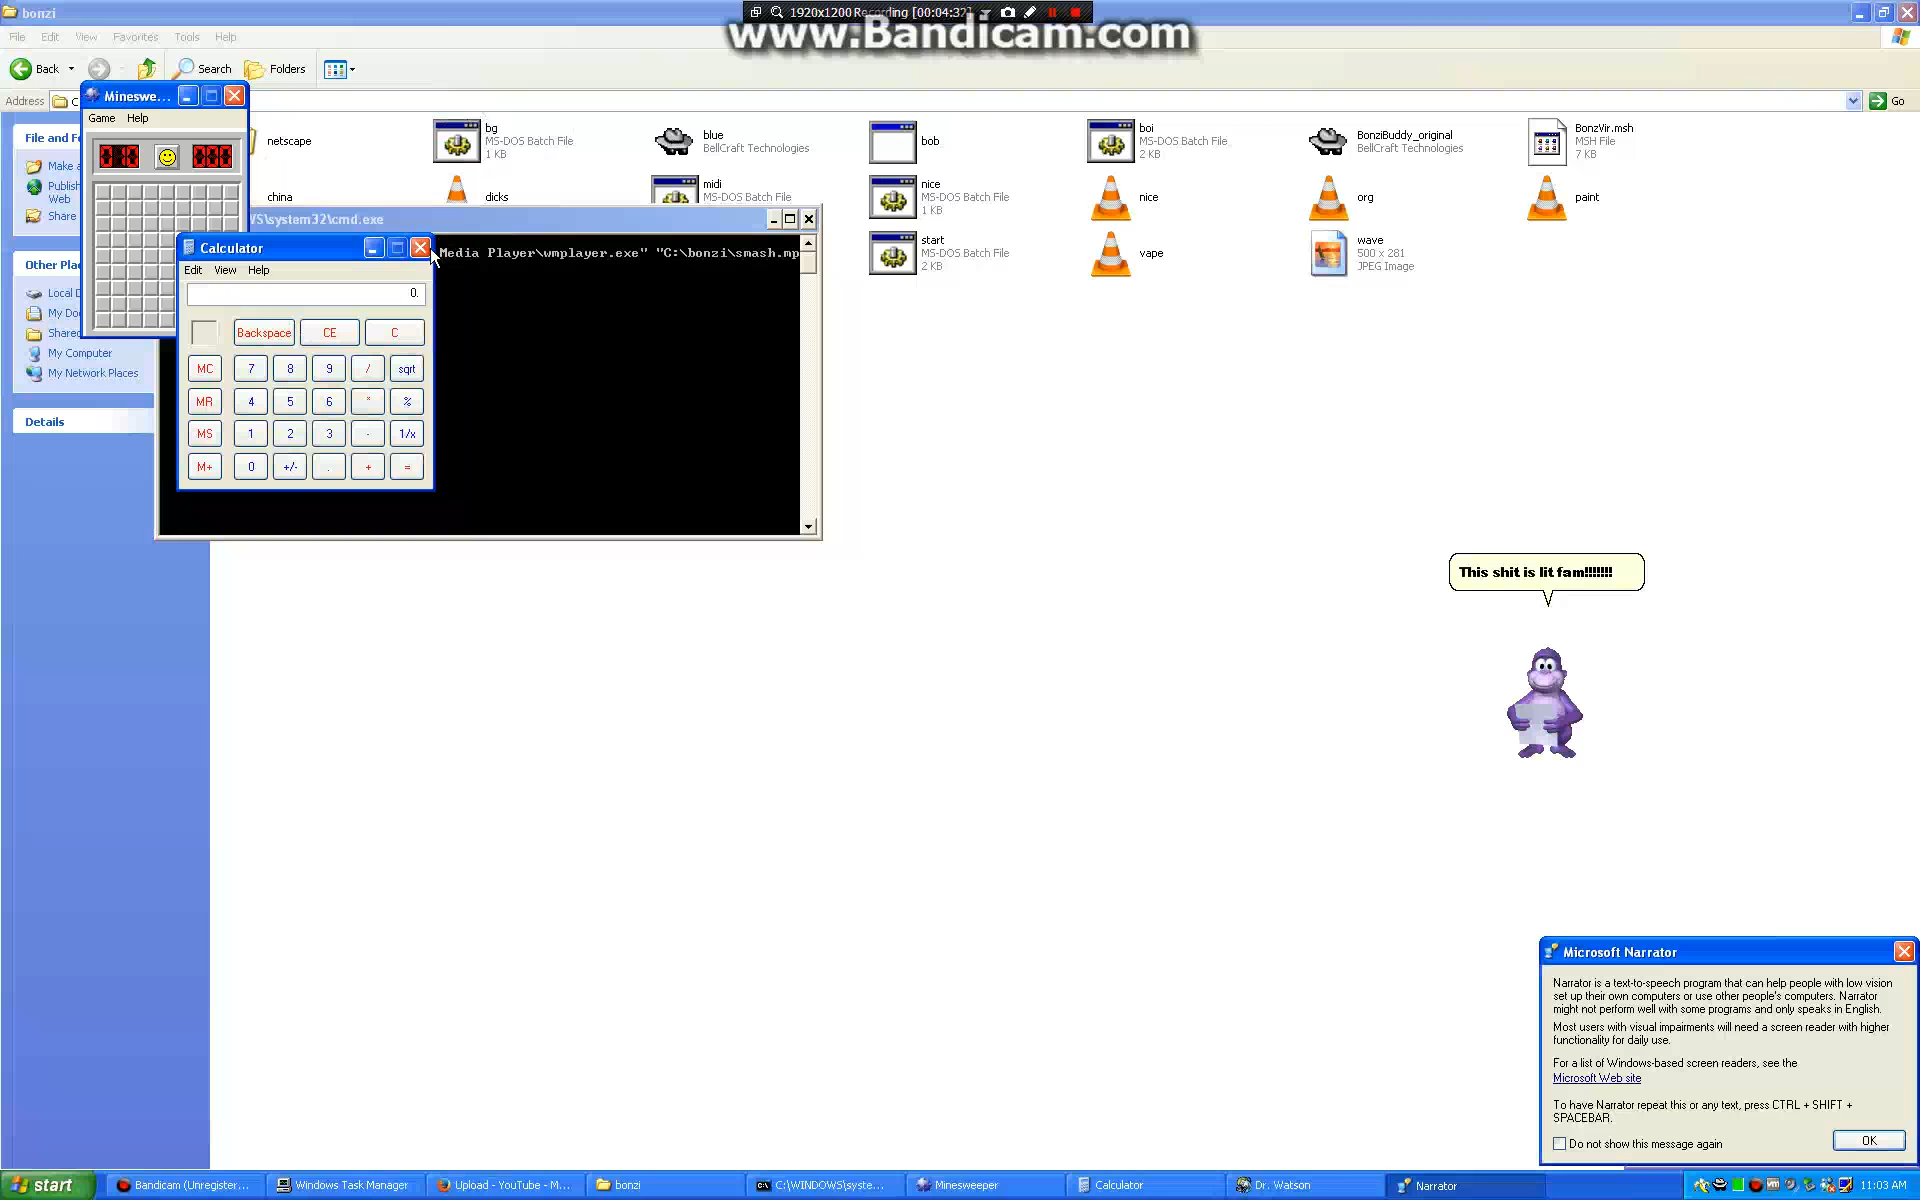 bonzi
1920x1200 Recording [00:04:32]
www.Bandicam.com
File Edit View Favorites Tools Help
Back Search Folders
Address C Go
Mineswe...
Game Help
010 000
File and Fo
Make a
Publish
Web
Share
Other Plac
Local D
My Doc
Shared
My Computer
My Network Places
Details
netscape
bg
MS-DOS Batch File
1 KB
blue
BellCraft Technologies
bob
boi
MS-DOS Batch File
2 KB
BonziBuddy_original
BellCraft Technologies
BonzVir.msh
MSH File
7 KB
china
dicks
midi
MS-DOS Batch File
nice
MS-DOS Batch File
1 KB
nice
org
paint
start
MS-DOS Batch File
2 KB
vape
wave
500 x 281
JPEG Image
WS\system32\cmd.exe
Media Player\wmplayer.exe" "C:\bonzi\smash.mp
Calculator
Edit View Help
0.
Backspace CE C
MC 7 8 9 / sqrt
MR 4 5 6 * %
MS 1 2 3 - 1/x
M+ 0 +/- . + =
This shit is lit fam!!!!!!!
Microsoft Narrator
Narrator is a text-to-speech program that can help people with low vision
set up their own computers or use other people's computers. Narrator
might not perform well with some programs and only speaks in English.
Most users with visual impairments will need a screen reader with higher
functionality for daily use.
For a list of Windows-based screen readers, see the
Microsoft Web site
To have Narrator repeat this or any text, press CTRL + SHIFT +
SPACEBAR.
Do not show this message again
OK
start
Bandicam (Unregister...
Windows Task Manager
Upload - YouTube - M...
bonzi
C:\WINDOWS\syste...
Minesweeper
Calculator
Dr. Watson
Narrator
11:03 AM